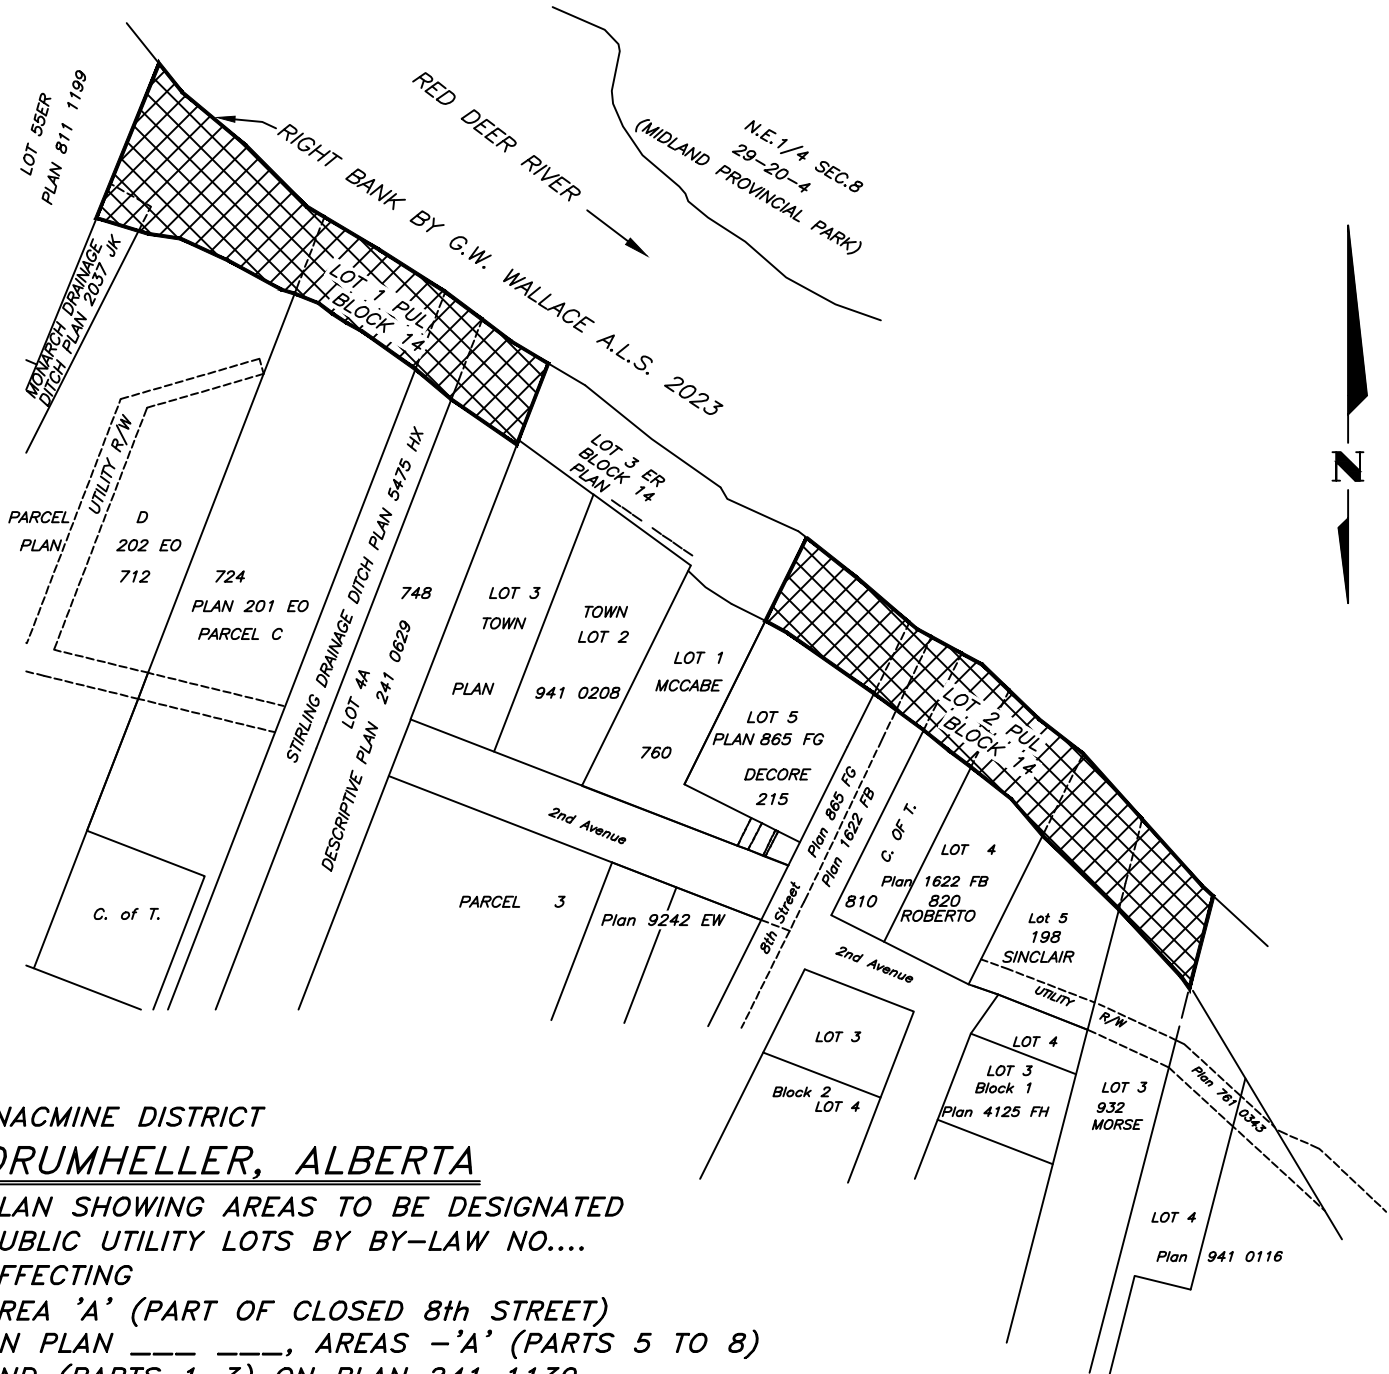 LOT 55ER
PLAN 811 1199
RED DEER RIVER
N.E.1/4 SEC.8
29-20-4
(MIDLAND PROVINCIAL PARK)
RIGHT BANK BY G.W. WALLACE A.L.S. 2023
MONARCH DRAINAGE
DITCH PLAN 2037 JK
LOT 1 PUL
BLOCK 14
N
UTILITY R/W
LOT 3 ER
BLOCK 14
PLAN
PARCEL D
PLAN 202 EO
712
724
PLAN 201 EO
PARCEL C
STIRLING DRAINAGE DITCH PLAN 5475 HX
748
LOT 4A
DESCRIPTIVE PLAN 241 0629
LOT 3
TOWN
TOWN
LOT 2
PLAN 941 0208
LOT 1
MCCABE
760
LOT 5
PLAN 865 FG
DECORE
215
LOT 2 PUL
BLOCK 14
2nd Avenue
Plan 865 FG
Plan 1622 FB
8th Street
C. OF T.
810
LOT 4
Plan 1622 FB
820
ROBERTO
Lot 5
198
SINCLAIR
C. of T.
PARCEL 3
Plan 9242 EW
2nd Avenue
UTILITY R/W
LOT 3
Block 2
LOT 4
LOT 4
LOT 3
Block 1
Plan 4125 FH
LOT 3
932
MORSE
Plan 761 0343
LOT 4
Plan 941 0116
NACMINE DISTRICT
DRUMHELLER, ALBERTA
LAN SHOWING AREAS TO BE DESIGNATED
UBLIC UTILITY LOTS BY BY-LAW NO....
FFECTING
REA 'A' (PART OF CLOSED 8th STREET)
N PLAN ___ ___, AREAS -'A' (PARTS 5 TO 8)
ND (PARTS 1-3) ON PLAN 241 1130